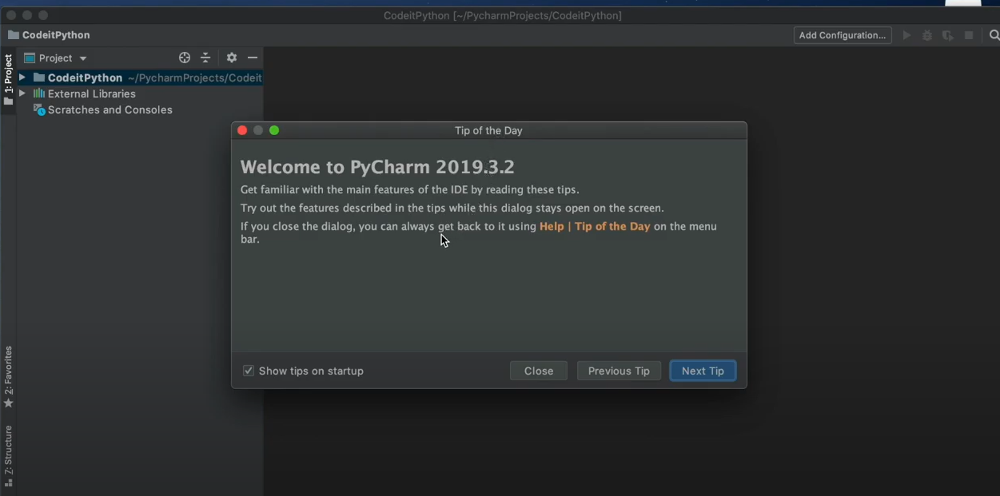 CodeitPython [~/PycharmProjects/CodeitPython]
CodeitPython
Add Configuration...
1: Project
Project
CodeitPython ~/PycharmProjects/Codeit
External Libraries
Scratches and Consoles
Tip of the Day
Welcome to PyCharm 2019.3.2
Get familiar with the main features of the IDE by reading these tips.
Try out the features described in the tips while this dialog stays open on the screen.
If you close the dialog, you can always get back to it using Help | Tip of the Day on the menu
bar.
Show tips on startup
Close
Previous Tip
Next Tip
2: Favorites
Z: Structure